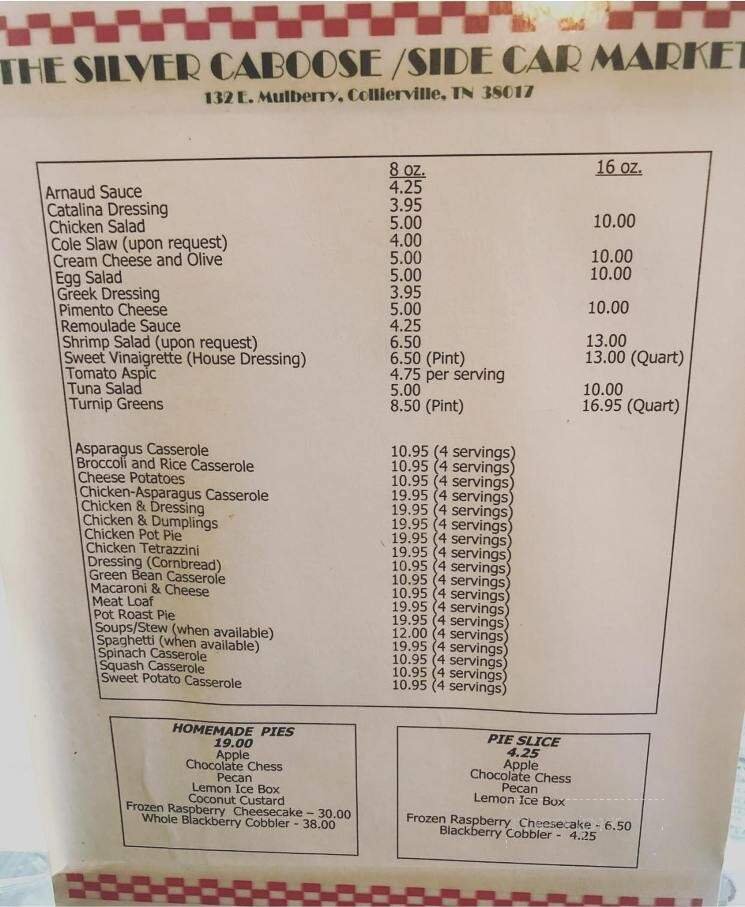 THE SILVER CABOOSE /SIDE CAR MARKET
132 E. Mulberry, Collierville, TN 38017
8 oz. 16 oz.
Arnaud Sauce 4.25
Catalina Dressing 3.95
Chicken Salad 5.00 10.00
Cole Slaw (upon request) 4.00
Cream Cheese and Olive 5.00 10.00
Egg Salad 5.00 10.00
Greek Dressing 3.95
Pimento Cheese 5.00 10.00
Remoulade Sauce 4.25
Shrimp Salad (upon request) 6.50 13.00
Sweet Vinaigrette (House Dressing) 6.50 (Pint) 13.00 (Quart)
Tomato Aspic 4.75 per serving
Tuna Salad 5.00 10.00
Turnip Greens 8.50 (Pint) 16.95 (Quart)
Asparagus Casserole 10.95 (4 servings)
Broccoli and Rice Casserole 10.95 (4 servings)
Cheese Potatoes 10.95 (4 servings)
Chicken-Asparagus Casserole 19.95 (4 servings)
Chicken & Dressing 19.95 (4 servings)
Chicken & Dumplings 19.95 (4 servings)
Chicken Pot Pie 19.95 (4 servings)
Chicken Tetrazzini 19.95 (4 servings)
Dressing (Cornbread) 10.95 (4 servings)
Green Bean Casserole 10.95 (4 servings)
Macaroni & Cheese 10.95 (4 servings)
Meat Loaf 19.95 (4 servings)
Pot Roast Pie 19.95 (4 servings)
Soups/Stew (when available) 12.00 (4 servings)
Spaghetti (when available) 19.95 (4 servings)
Spinach Casserole 10.95 (4 servings)
Squash Casserole 10.95 (4 servings)
Sweet Potato Casserole 10.95 (4 servings)
HOMEMADE PIES
19.00
Apple
Chocolate Chess
Pecan
Lemon Ice Box
Coconut Custard
Frozen Raspberry Cheesecake – 30.00
Whole Blackberry Cobbler - 38.00
PIE SLICE
4.25
Apple
Chocolate Chess
Pecan
Lemon Ice Box
Frozen Raspberry Cheesecake - 6.50
Blackberry Cobbler - 4.25